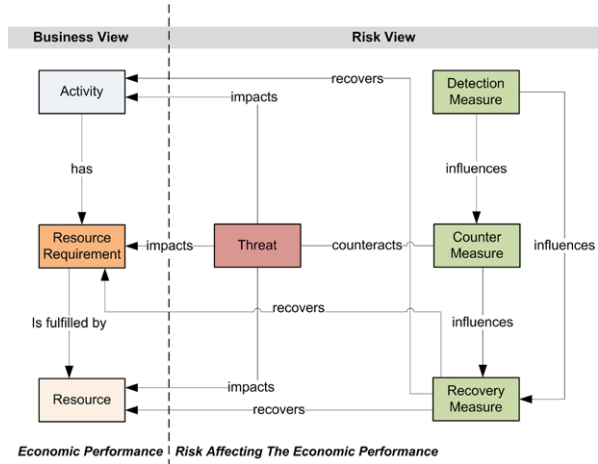 Business View
Risk View
Activity
recovers
Detection
Measure
impacts
has
influences
Resource
Requirement
impacts
Threat
counteracts
Counter
Measure
influences
recovers
Is fulfilled by
influences
Resource
impacts
recovers
Recovery
Measure
Economic Performance
Risk Affecting The Economic Performance